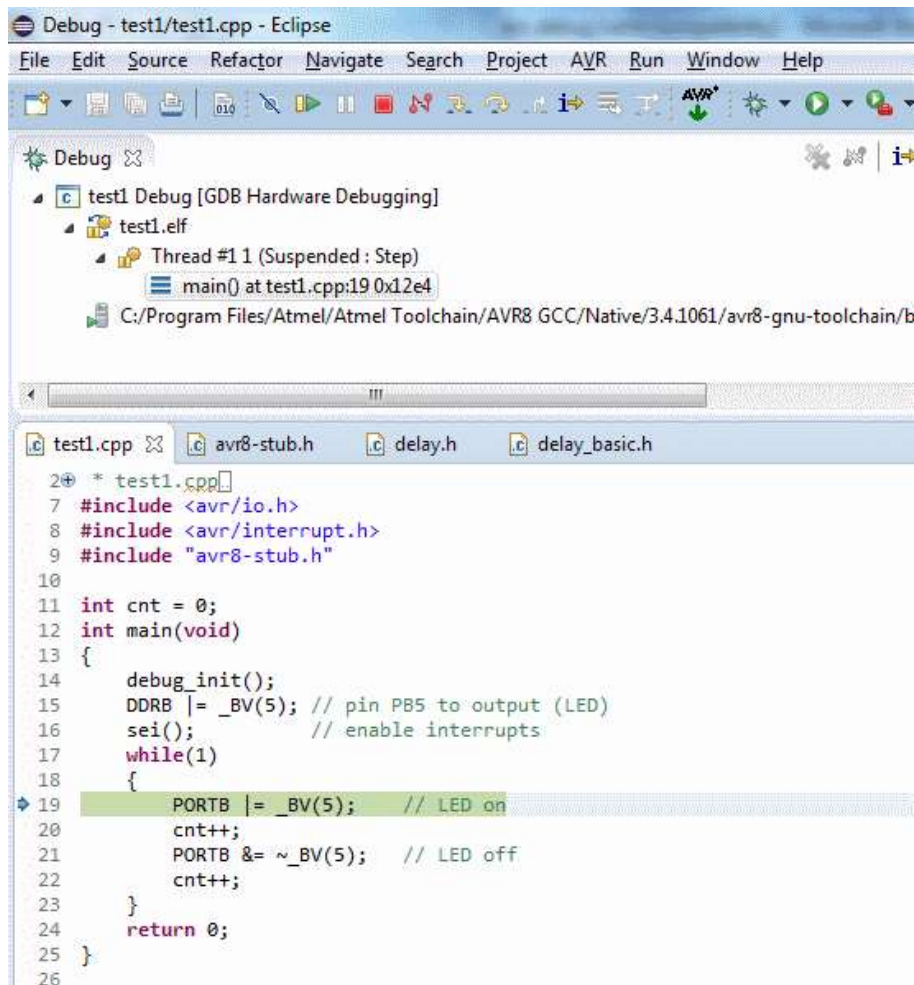 Debug - test1/test1.cpp - Eclipse
File Edit Source Refactor Navigate Search Project AVR Run Window Help
010 i AVR
Debug i
c test1 Debug [GDB Hardware Debugging]
test1.elf
Thread #1 1 (Suspended : Step)
main() at test1.cpp:19 0x12e4
C:/Program Files/Atmel/Atmel Toolchain/AVR8 GCC/Native/3.4.1061/avr8-gnu-toolchain/b
.c test1.cpp .c avr8-stub.h .c delay.h .c delay_basic.h
2 * test1.cpp
7 #include <avr/io.h>
8 #include <avr/interrupt.h>
9 #include "avr8-stub.h"
10
11 int cnt = 0;
12 int main(void)
13 {
14 debug_init();
15 DDRB |= _BV(5); // pin PB5 to output (LED)
16 sei(); // enable interrupts
17 while(1)
18 {
19 PORTB |= _BV(5); // LED on
20 cnt++;
21 PORTB &= ~_BV(5); // LED off
22 cnt++;
23 }
24 return 0;
25 }
26